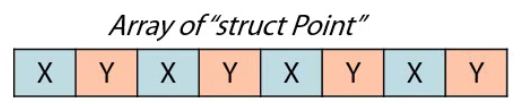 Array of “struct Point”
X Y X Y X Y X Y